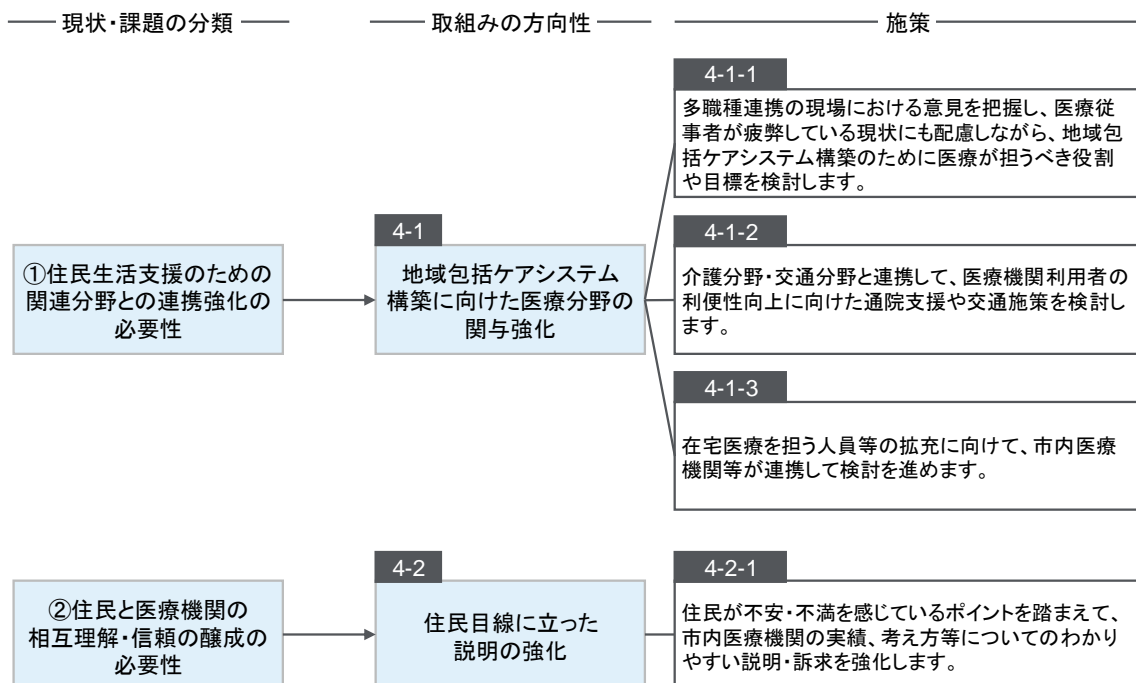 現状・課題の分類
取組みの方向性
施策
①住民生活支援のための
関連分野との連携強化の
必要性
4-1
地域包括ケアシステム
構築に向けた医療分野の
関与強化
4-1-1
多職種連携の現場における意見を把握し、医療従
事者が疲弊している現状にも配慮しながら、地域包
括ケアシステム構築のために医療が担うべき役割
や目標を検討します。
4-1-2
介護分野・交通分野と連携して、医療機関利用者の
利便性向上に向けた通院支援や交通施策を検討し
ます。
4-1-3
在宅医療を担う人員等の拡充に向けて、市内医療
機関等が連携して検討を進めます。
②住民と医療機関の
相互理解・信頼の醸成の
必要性
4-2
住民目線に立った
説明の強化
4-2-1
住民が不安・不満を感じているポイントを踏まえて、
市内医療機関の実績、考え方等についてのわかり
やすい説明・訴求を強化します。